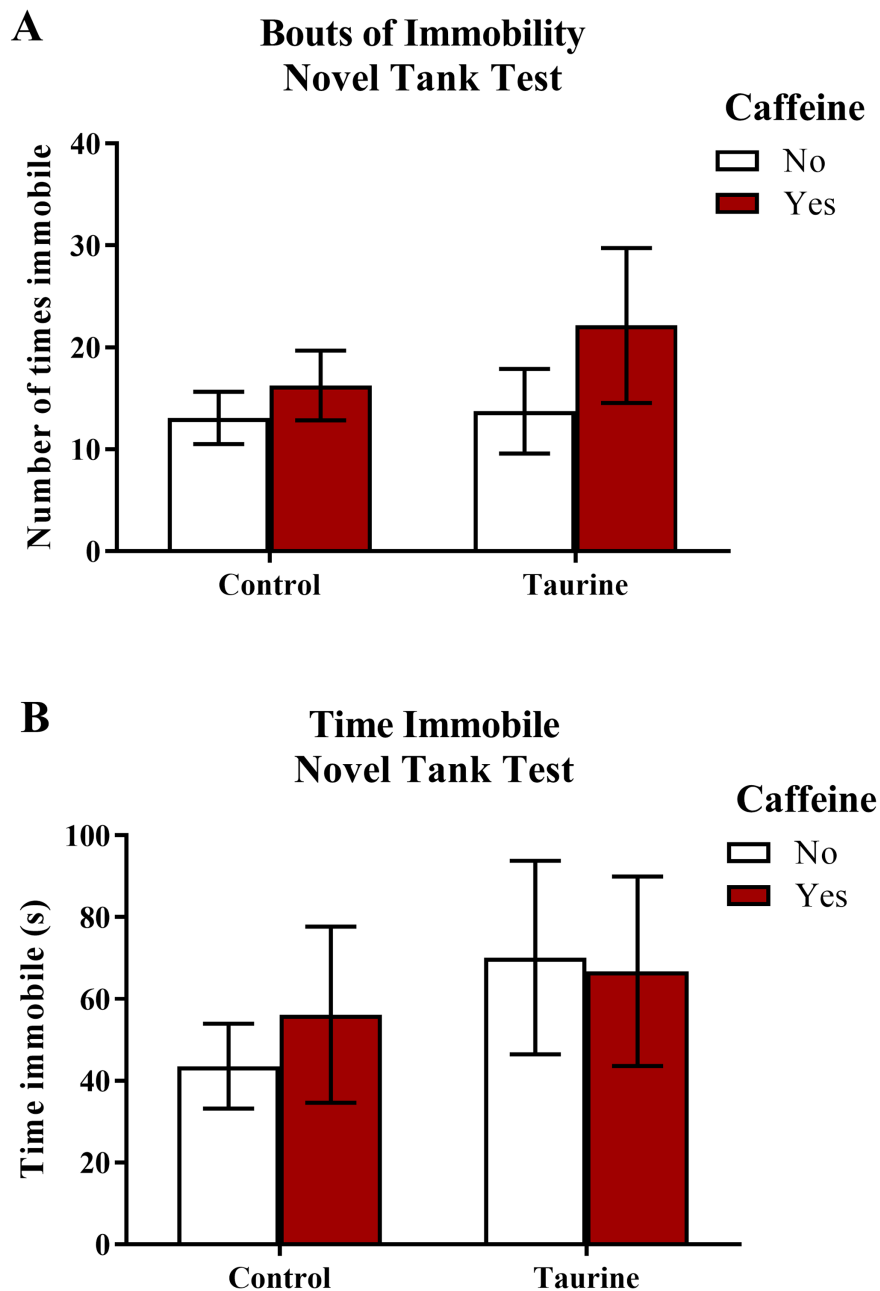 A
Bouts of Immobility
Novel Tank Test
Caffeine
No
Yes
Number of times immobile
40
30
20
10
0
Control
Taurine
B
Time Immobile
Novel Tank Test
Caffeine
No
Yes
Time immobile (s)
100
80
60
40
20
0
Control
Taurine